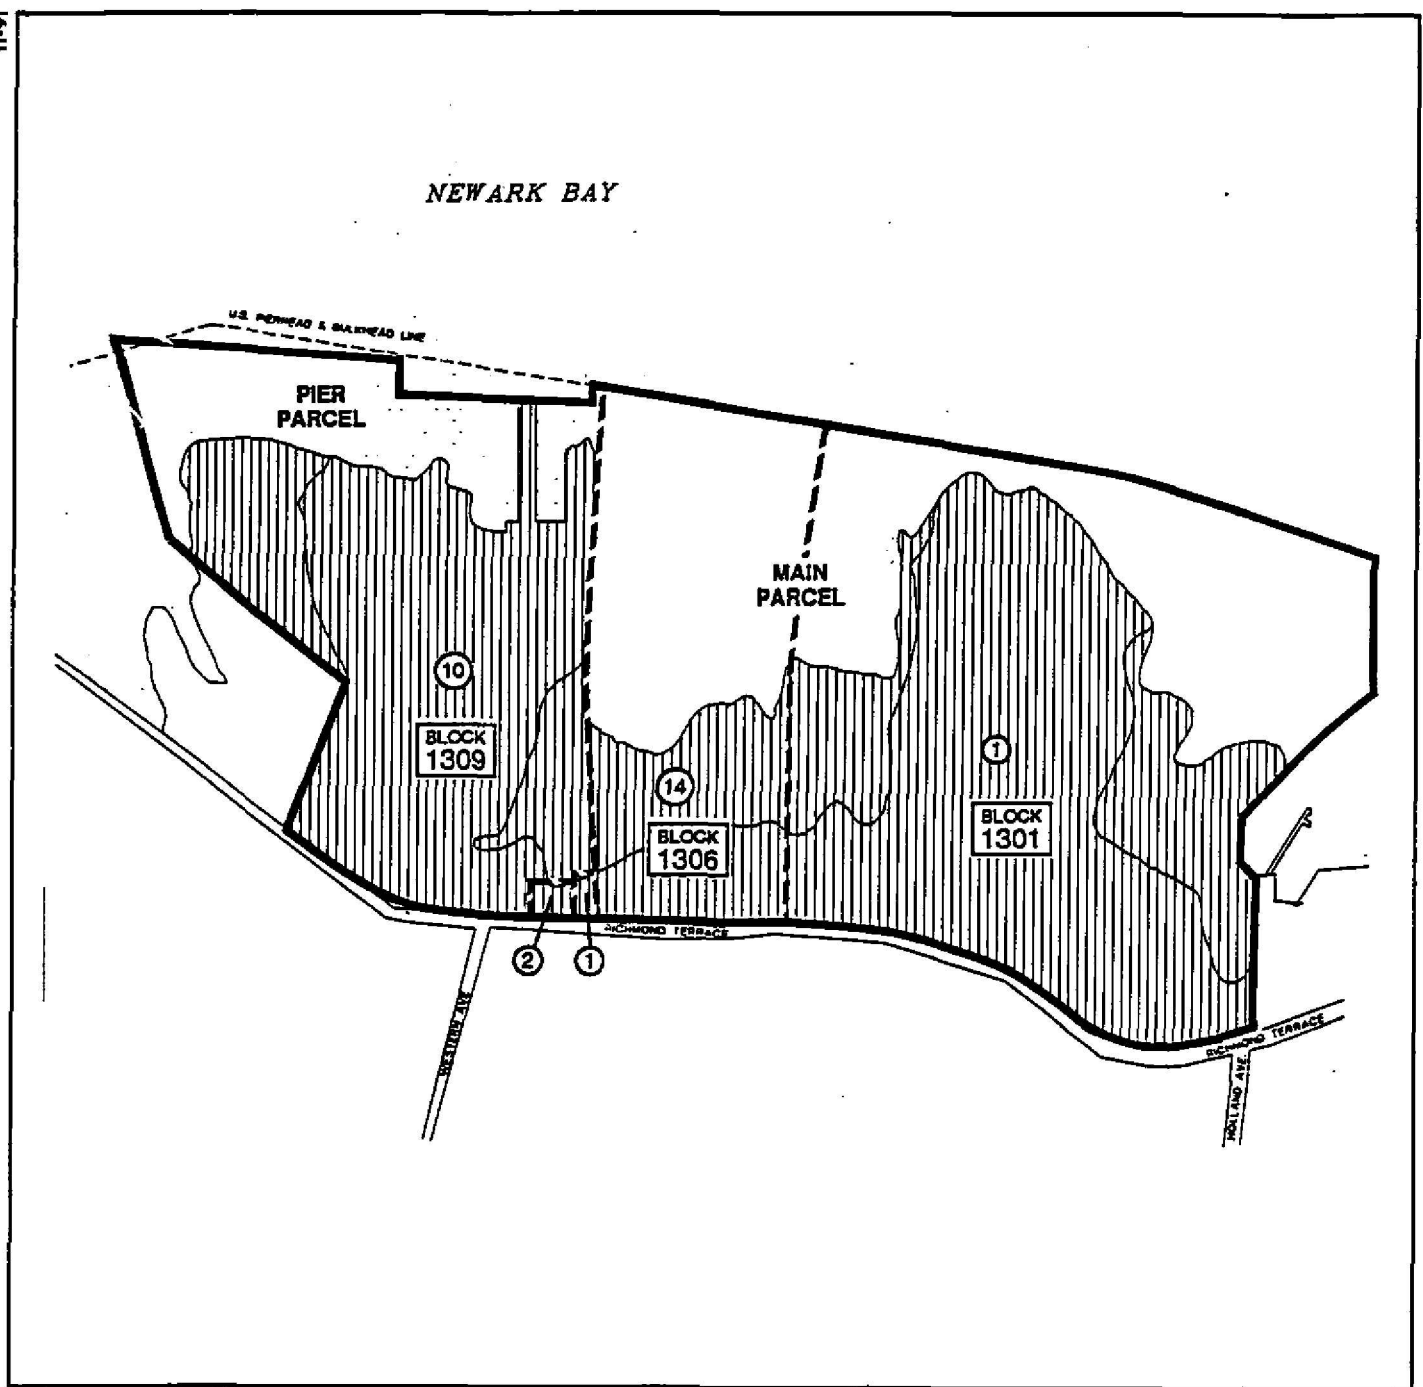 NEWARK BAY
U.S. PIERHEAD & BULKHEAD LINE
PIER
PARCEL
MAIN
PARCEL
10
BLOCK
1309
14
BLOCK
1306
1
BLOCK
1301
RICHMOND TERRACE
2
1
WESTERN AVE
RICHMOND TERRACE
HOLLAND AVE.